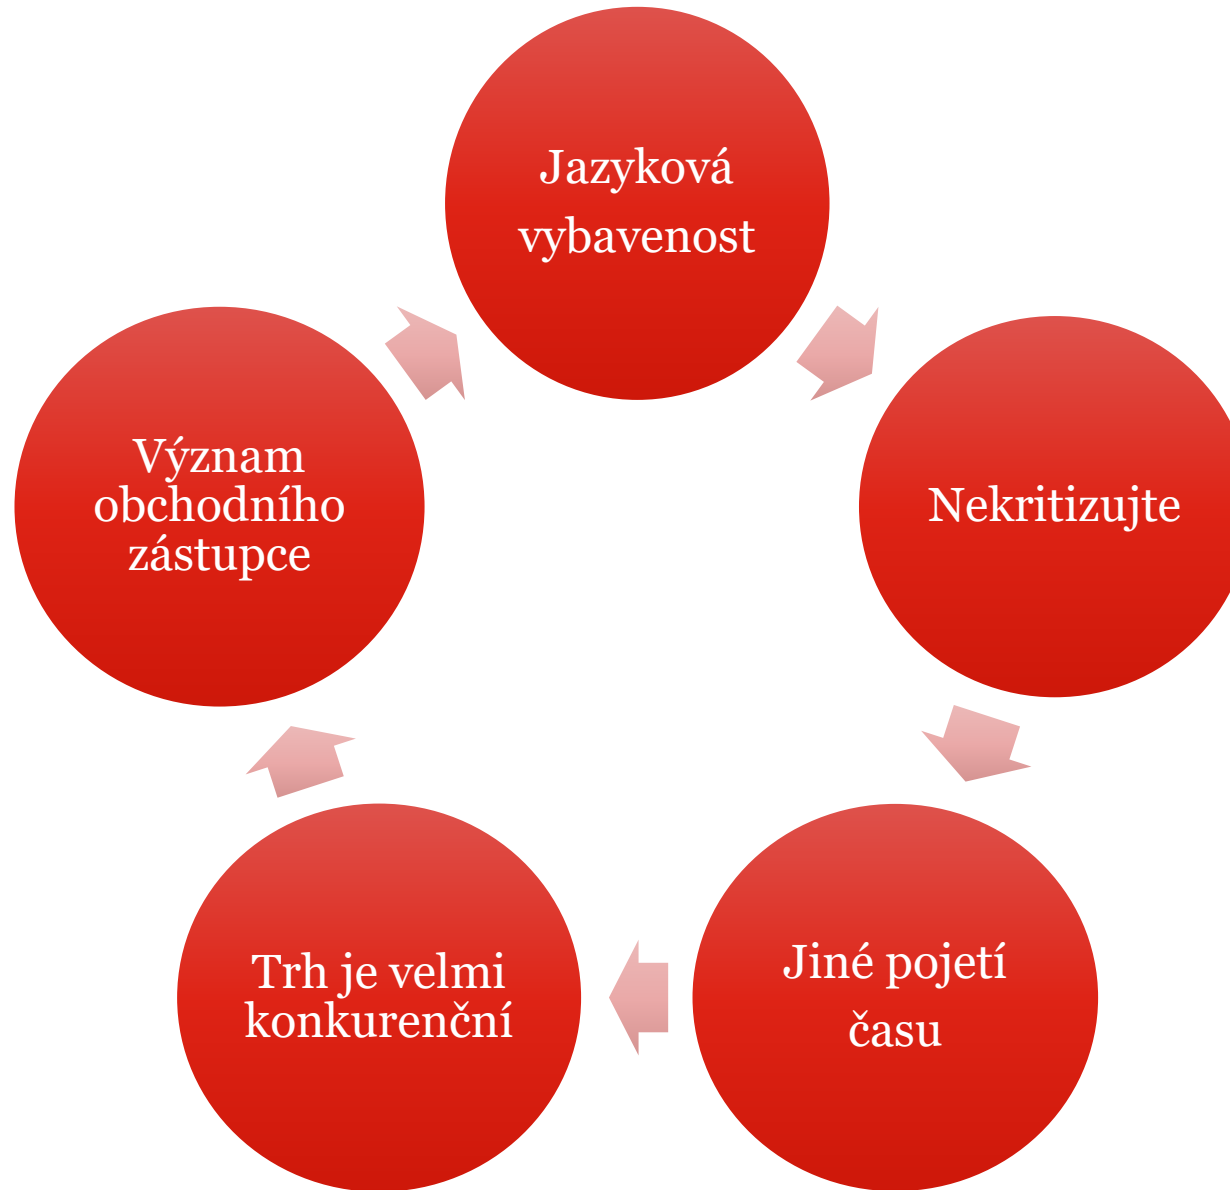 Jazyková
vybavenost
Nekritizujte
Jiné pojetí
času
Trh je velmi
konkurenční
Význam
obchodního
zástupce